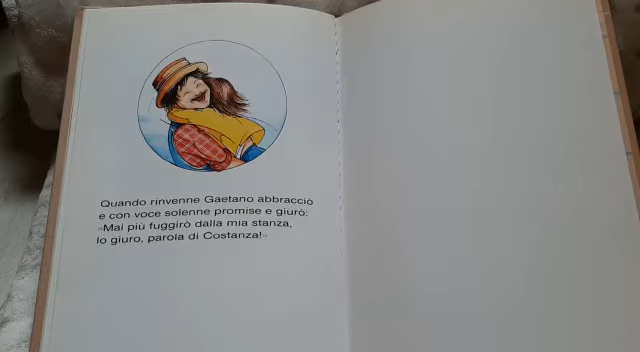 Quando rinvenne Gaetano abbracciò
e con voce solenne promise e giurò:
«Mai più fuggirò dalla mia stanza,
lo giuro, parola di Costanza!»